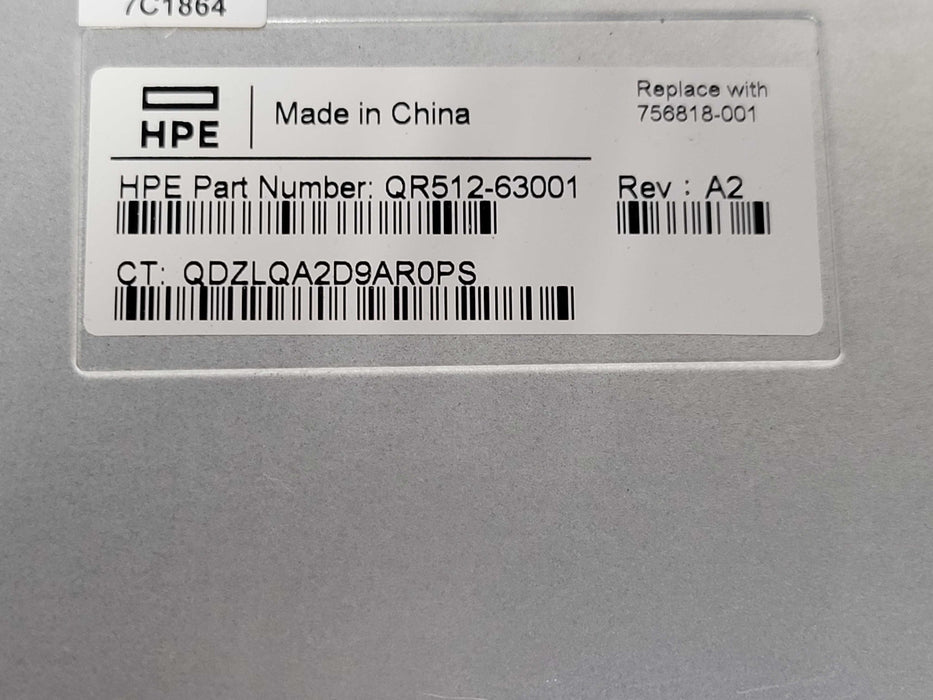 7C1864
HPE
Made in China
Replace with
756818-001
HPE Part Number: QR512-63001
Rev : A2
CT: QDZLQA2D9AR0PS